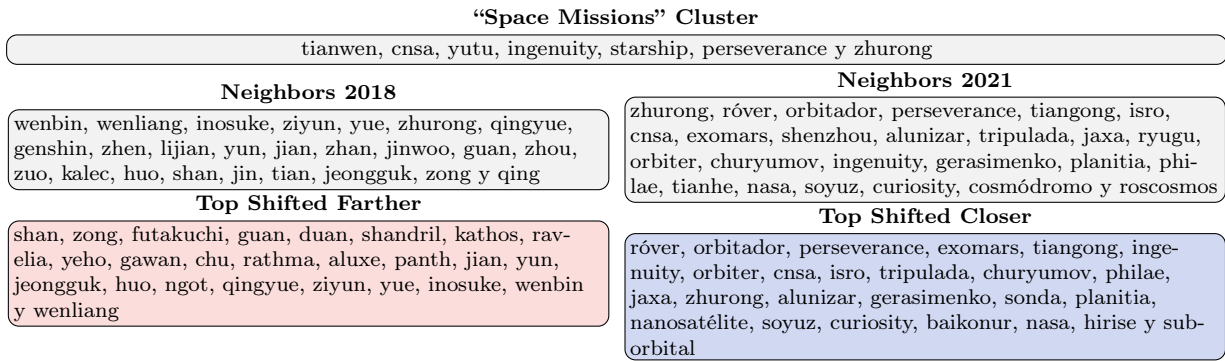 “Space Missions” Cluster
tianwen, cnsa, yutu, ingenuity, starship, perseverance y zhurong
Neighbors 2018
wenbin, wenliang, inosuke, ziyun, yue, zhurong, qingyue,
genshin, zhen, lijian, yun, jian, zhan, jinwoo, guan, zhou,
zuo, kalec, huo, shan, jin, tian, jeongguk, zong y qing
Top Shifted Farther
shan, zong, futakuchi, guan, duan, shandril, kathos, rav-
elia, yeho, gawan, chu, rathma, aluxe, panth, jian, yun,
jeongguk, huo, ngot, qingyue, ziyun, yue, inosuke, wenbin
y wenliang
Neighbors 2021
zhurong, róver, orbitador, perseverance, tiangong, isro,
cnsa, exomars, shenzhou, alunizar, tripulada, jaxa, ryugu,
orbiter, churyumov, ingenuity, gerasimenko, planitia, phi-
lae, tianhe, nasa, soyuz, curiosity, cosmódromo y roscosmos
Top Shifted Closer
róver, orbitador, perseverance, exomars, tiangong, inge-
nuity, orbiter, cnsa, isro, tripulada, churyumov, philae,
jaxa, zhurong, alunizar, gerasimenko, sonda, planitia,
nanosatélite, soyuz, curiosity, baikonur, nasa, hirise y sub-
orbital